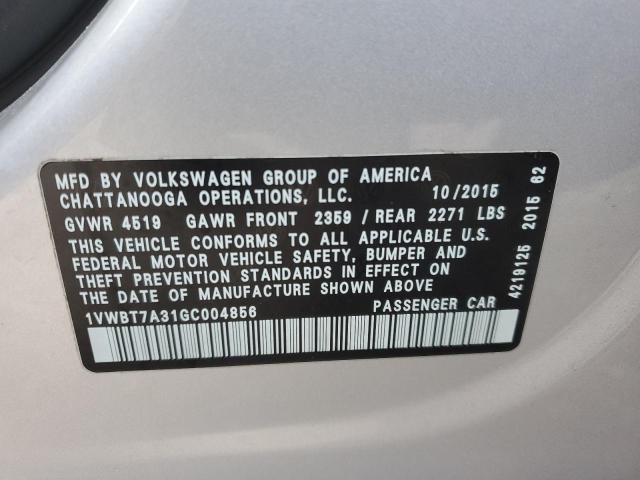 MFD BY VOLKSWAGEN GROUP OF AMERICA
CHATTANOOGA OPERATIONS, LLC. 10/2015
GVWR 4519 GAWR FRONT 2359 / REAR 2271 LBS
THIS VEHICLE CONFORMS TO ALL APPLICABLE U.S.
FEDERAL MOTOR VEHICLE SAFETY, BUMPER AND
THEFT PREVENTION STANDARDS IN EFFECT ON
THE DATE OF MANUFACTURE SHOWN ABOVE
1VWBT7A31GC004856 PASSENGER CAR
4219125 2015 62